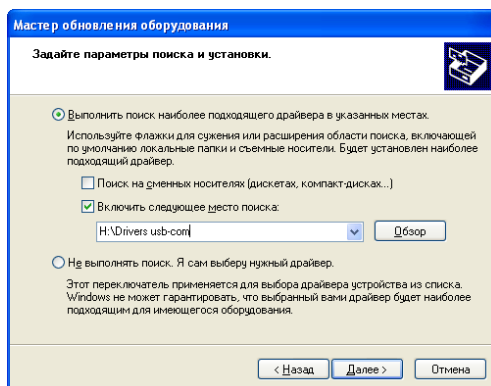 Мастер обновления оборудования
Задайте параметры поиска и установки.
Выполнить поиск наиболее подходящего драйвера в указанных местах.
Используйте флажки для сужения или расширения области поиска, включающей
по умолчанию локальные папки и съемные носители. Будет установлен наиболее
подходящий драйвер.
Поиск на сменных носителях (дискетах, компакт-дисках...)
Включить следующее место поиска:
H:\Drivers usb-com
Обзор
Не выполнять поиск. Я сам выберу нужный драйвер.
Этот переключатель применяется для выбора драйвера устройства из списка.
Windows не может гарантировать, что выбранный вами драйвер будет наиболее
подходящим для имеющегося оборудования.
< Назад
Далее >
Отмена